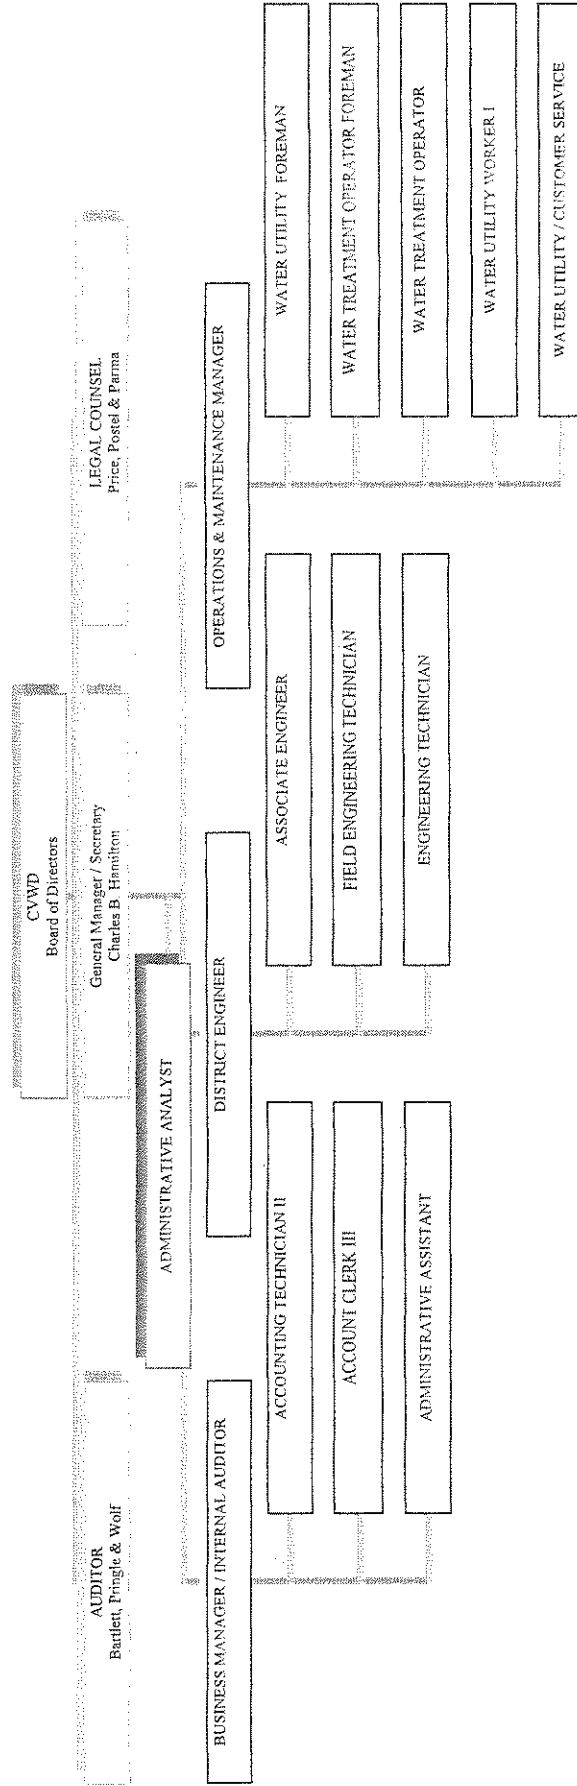 CVWD
Board of Directors
AUDITOR
Bartlett, Pringle & Wolf
General Manager / Secretary
Charles B. Hamilton
LEGAL COUNSEL
Price, Postel & Parma
ADMINISTRATIVE ANALYST
BUSINESS MANAGER / INTERNAL AUDITOR
DISTRICT ENGINEER
OPERATIONS & MAINTENANCE MANAGER
ACCOUNTING TECHNICIAN II
ACCOUNT CLERK III
ADMINISTRATIVE ASSISTANT
ASSOCIATE ENGINEER
FIELD ENGINEERING TECHNICIAN
ENGINEERING TECHNICIAN
WATER UTILITY FOREMAN
WATER TREATMENT OPERATOR FOREMAN
WATER TREATMENT OPERATOR
WATER UTILITY WORKER I
WATER UTILITY / CUSTOMER SERVICE